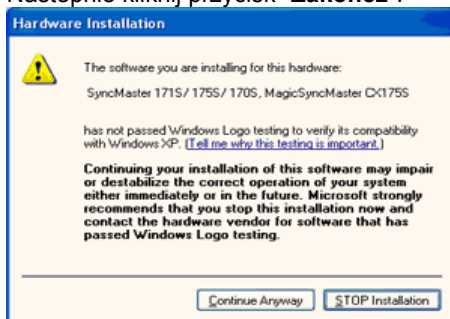 Hardware Installation
The software you are installing for this hardware:
SyncMaster 171S/ 175S/ 170S, MagicSyncMaster CX175S
has not passed Windows Logo testing to verify its compatibility
with Windows XP. (Tell me why this testing is important.)
Continuing your installation of this software may impair
or destabilize the correct operation of your system
either immediately or in the future. Microsoft strongly
recommends that you stop this installation now and
contact the hardware vendor for software that has
passed Windows Logo testing.
Continue Anyway
STOP Installation